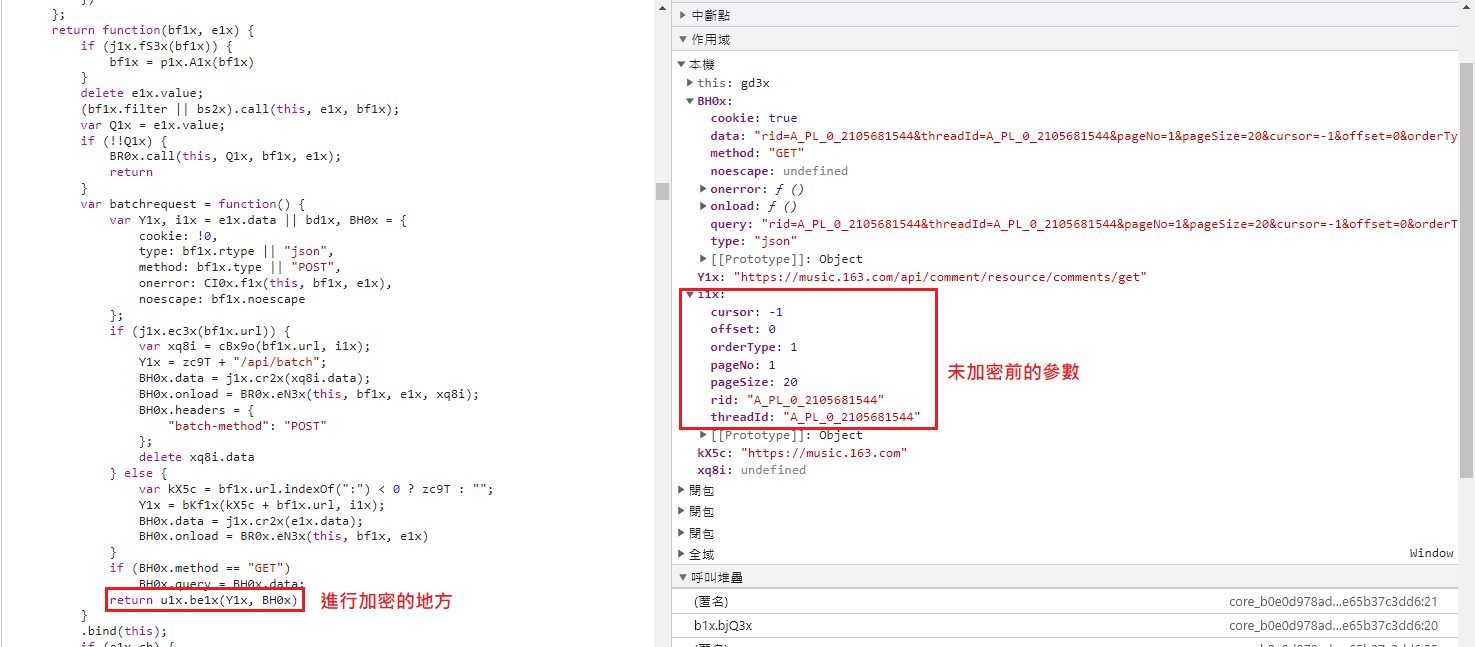 };
return function(bf1x, e1x) {
if (j1x.fS3x(bf1x)) {
bf1x = p1x.A1x(bf1x)
}
delete e1x.value;
(bf1x.filter || bs2x).call(this, e1x, bf1x);
var Q1x = e1x.value;
if (!!Q1x) {
BR0x.call(this, Q1x, bf1x, e1x);
return
}
var batchrequest = function() {
var Y1x, i1x = e1x.data || bd1x, BH0x = {
cookie: !0,
type: bf1x.rtype || "json",
method: bf1x.type || "POST",
onerror: CI0x.f1x(this, bf1x, e1x),
noescape: bf1x.noescape
};
if (j1x.ec3x(bf1x.url)) {
var xq8i = cBx9o(bf1x.url, i1x);
Y1x = zc9T + "/api/batch";
BH0x.data = j1x.cr2x(xq8i.data);
BH0x.onload = BR0x.eN3x(this, bf1x, e1x, xq8i);
BH0x.headers = {
"batch-method": "POST"
};
delete xq8i.data
} else {
var kX5c = bf1x.url.indexOf(":") < 0 ? zc9T : "";
Y1x = bKf1x(kX5c + bf1x.url, i1x);
BH0x.data = j1x.cr2x(e1x.data);
BH0x.onload = BR0x.eN3x(this, bf1x, e1x)
}
if (BH0x.method == "GET")
BH0x.query = BH0x.data;
return u1x.be1x(Y1x, BH0x)
進行加密的地方
}
.bind(this);
中斷點
作用域
本機
this: gd3x
BH0x:
cookie: true
data: "rid=A_PL_0_2105681544&threadId=A_PL_0_2105681544&pageNo=1&pageSize=20&cursor=-1&offset=0&orderTy
method: "GET"
noescape: undefined
onerror: ƒ ()
onload: ƒ ()
query: "rid=A_PL_0_2105681544&threadId=A_PL_0_2105681544&pageNo=1&pageSize=20&cursor=-1&offset=0&orderT
type: "json"
[[Prototype]]: Object
Y1x: "https://music.163.com/api/comment/resource/comments/get"
i1x:
cursor: -1
offset: 0
orderType: 1
pageNo: 1
pageSize: 20
rid: "A_PL_0_2105681544"
threadId: "A_PL_0_2105681544"
未加密前的參數
[[Prototype]]: Object
kX5c: "https://music.163.com"
xq8i: undefined
閉包
閉包
閉包
全域 Window
呼叫堆疊
(匿名) core_b0e0d978ad…e65b37c3dd6:21
b1x.bjQ3x core_b0e0d978ad…e65b37c3dd6:20